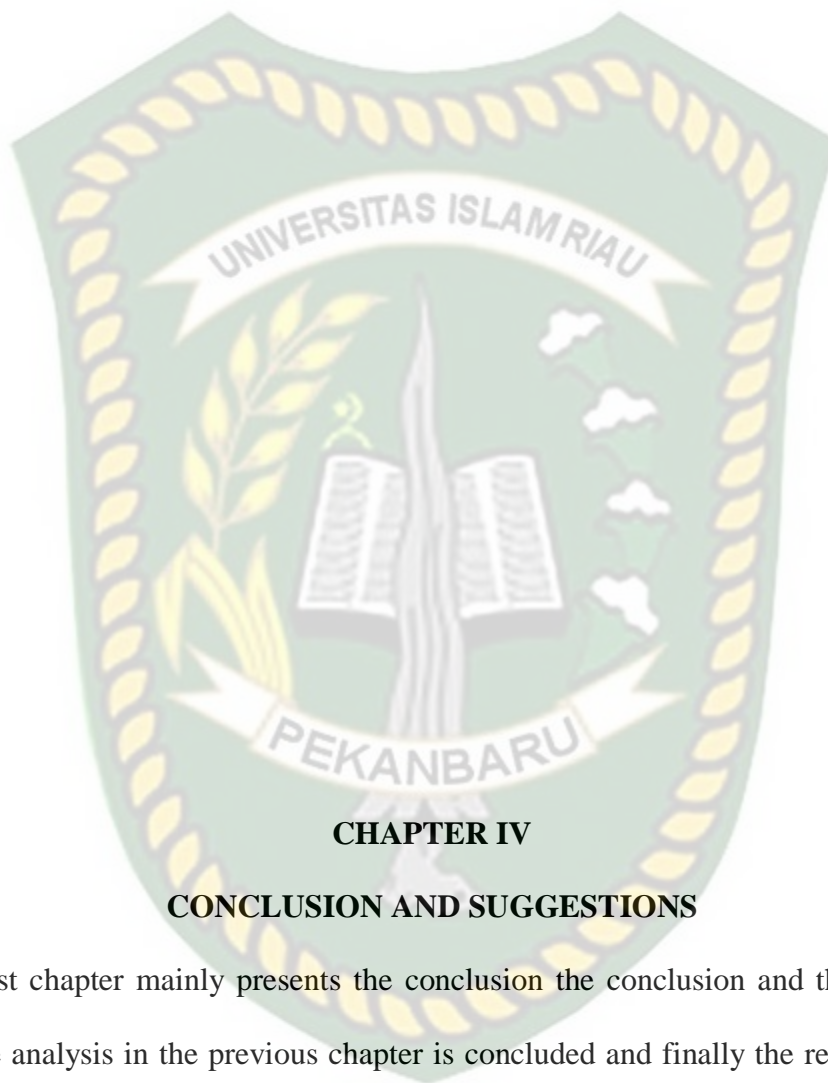 UNIVERSITAS ISLAM RIAU
PEKANBARU
CHAPTER IV
CONCLUSION AND SUGGESTIONS
st chapter mainly presents the conclusion the conclusion and th
analysis in the previous chapter is concluded and finally the re